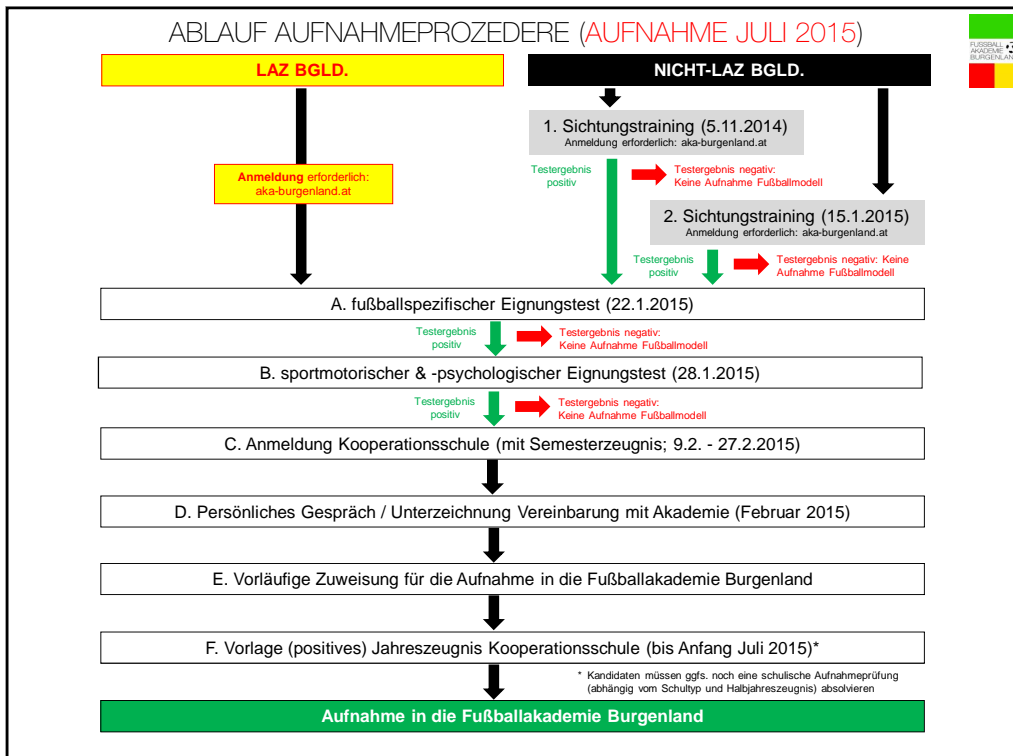 ABLAUF AUFNAHMEPROZEDERE (AUFNAHME JULI 2015)
FUSSBALL
AKADEMIE
BURGENLAND
LAZ BGLD.
NICHT-LAZ BGLD.
1. Sichtungstraining (5.11.2014)
Anmeldung erforderlich: aka-burgenland.at
Anmeldung erforderlich:
aka-burgenland.at
Testergebnis
positiv
Testergebnis negativ:
Keine Aufnahme Fußballmodell
2. Sichtungstraining (15.1.2015)
Anmeldung erforderlich: aka-burgenland.at
Testergebnis
positiv
Testergebnis negativ: Keine
Aufnahme Fußballmodell
A. fußballspezifischer Eignungstest (22.1.2015)
Testergebnis
positiv
Testergebnis negativ:
Keine Aufnahme Fußballmodell
B. sportmotorischer & -psychologischer Eignungstest (28.1.2015)
Testergebnis
positiv
Testergebnis negativ:
Keine Aufnahme Fußballmodell
C. Anmeldung Kooperationsschule (mit Semesterzeugnis; 9.2. - 27.2.2015)
D. Persönliches Gespräch / Unterzeichnung Vereinbarung mit Akademie (Februar 2015)
E. Vorläufige Zuweisung für die Aufnahme in die Fußballakademie Burgenland
F. Vorlage (positives) Jahreszeugnis Kooperationsschule (bis Anfang Juli 2015)*
* Kandidaten müssen ggfs. noch eine schulische Aufnahmeprüfung
(abhängig vom Schultyp und Halbjahreszeugnis) absolvieren
Aufnahme in die Fußballakademie Burgenland